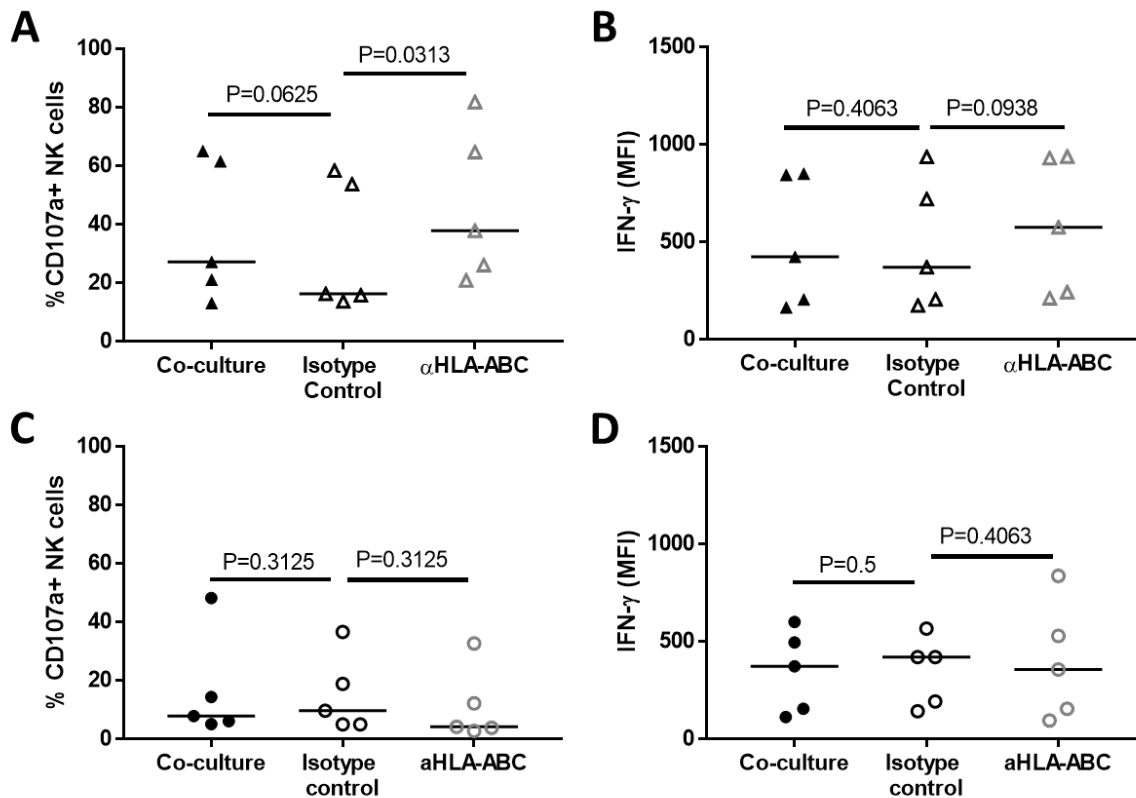 A
% CD107a+ NK cells
100
80
60
40
20
0
P=0.0625
P=0.0313
Co-culture
Isotype
Control
αHLA-ABC
B
IFN-γ (MFI)
1500
1000
500
0
P=0.4063
P=0.0938
Co-culture
Isotype
Control
αHLA-ABC
C
% CD107a+ NK cells
100
80
60
40
20
0
P=0.3125
P=0.3125
Co-culture
Isotype
control
aHLA-ABC
D
IFN-γ (MFI)
1500
1000
500
0
P=0.5
P=0.4063
Co-culture
Isotype
control
aHLA-ABC